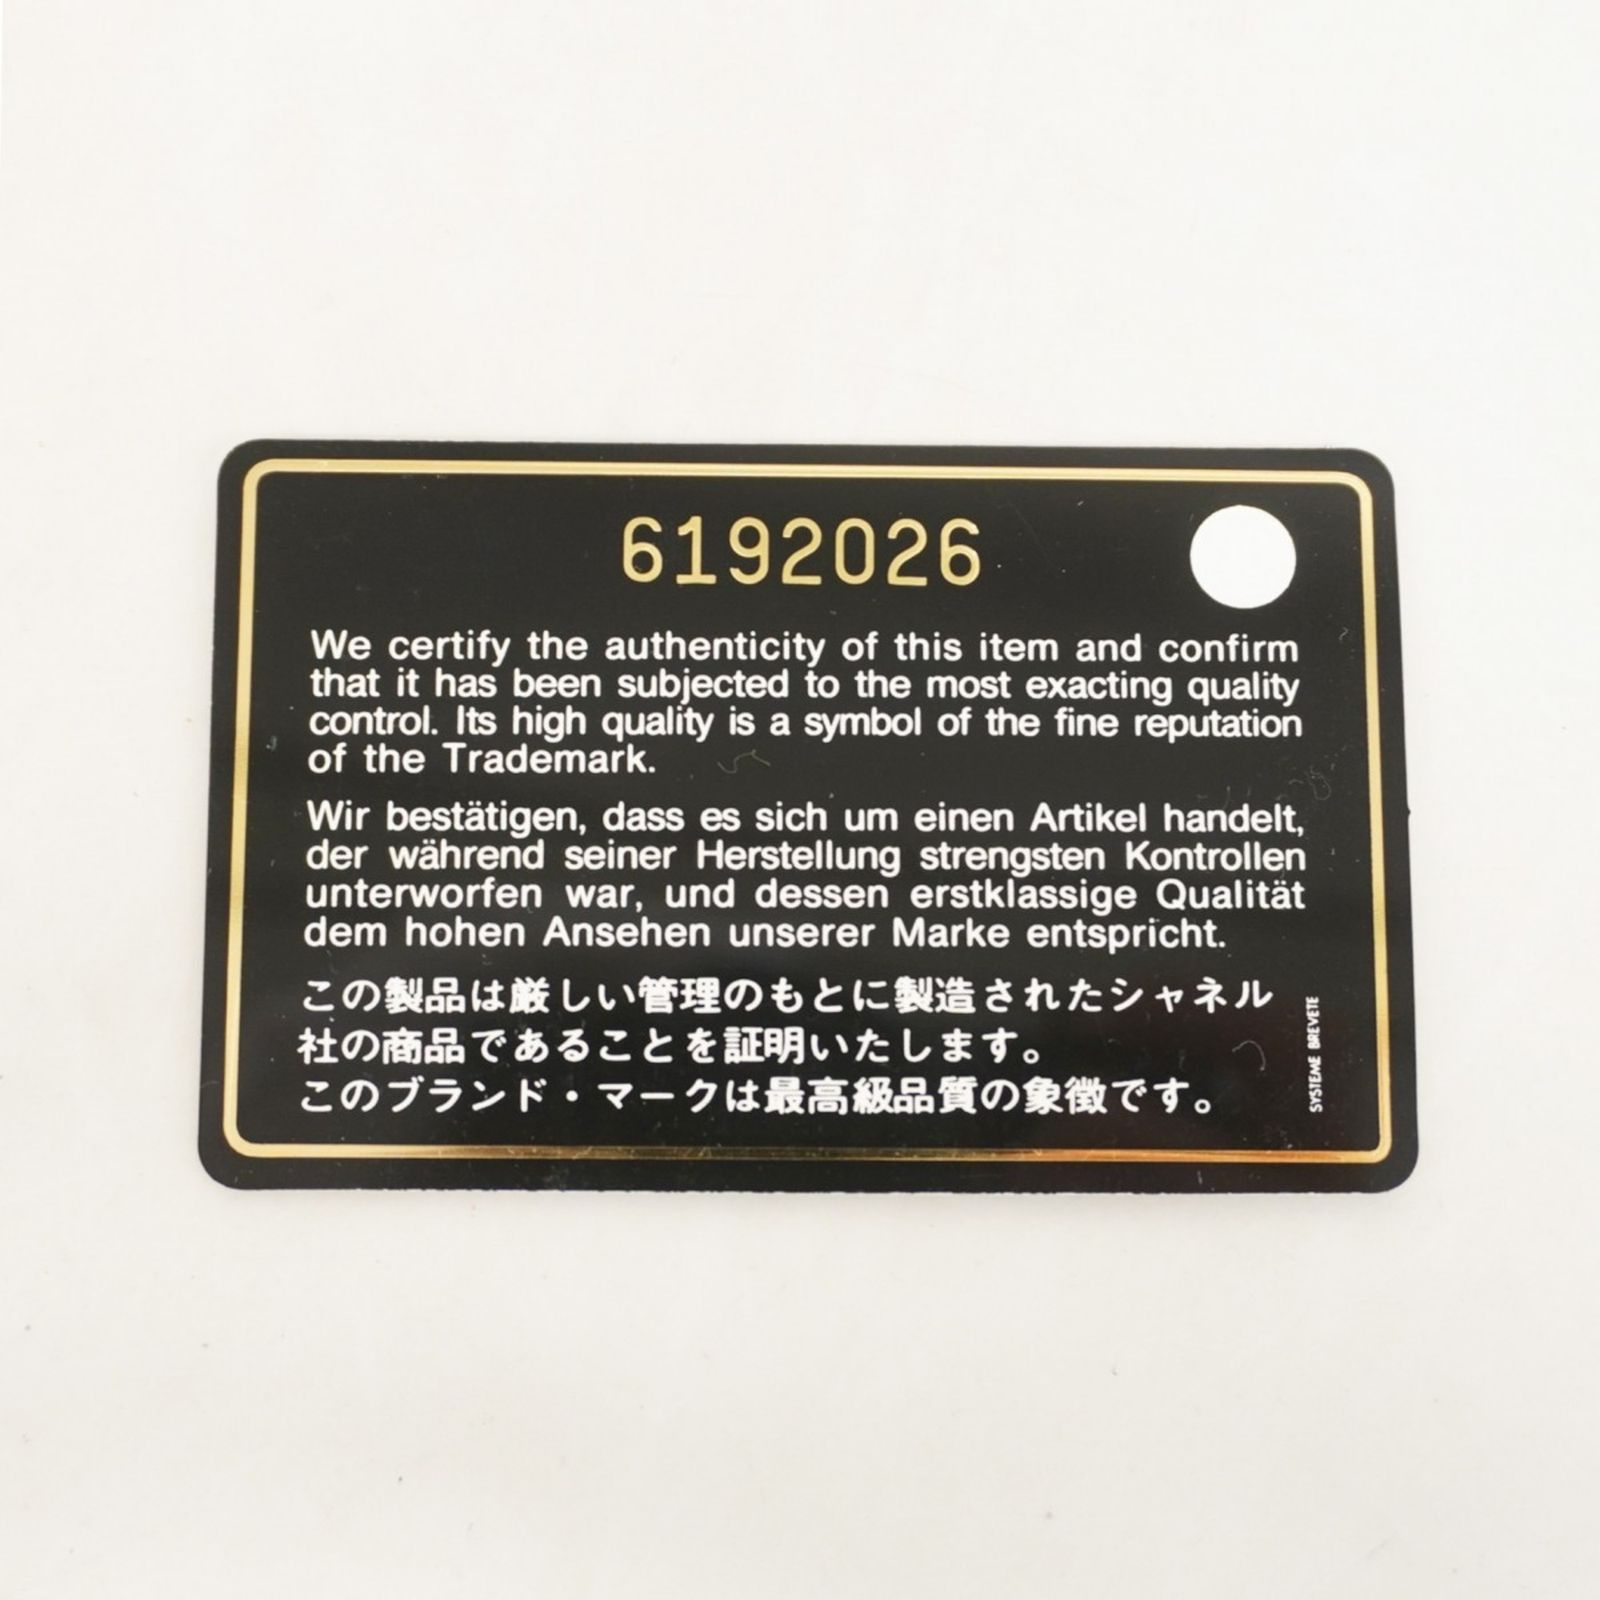 6192026
We certify the authenticity of this item and confirm
that it has been subjected to the most exacting quality
control. Its high quality is a symbol of the fine reputation
of the Trademark.
Wir bestätigen, dass es sich um einen Artikel handelt,
der während seiner Herstellung strengsten Kontrollen
unterworfen war, und dessen erstklassige Qualität
dem hohen Ansehen unserer Marke entspricht.
この製品は厳しい管理のもとに製造されたシャネル
社の商品であることを証明いたします。
このブランド・マークは最高級品質の象徴です。
SYSTEME BREVETE